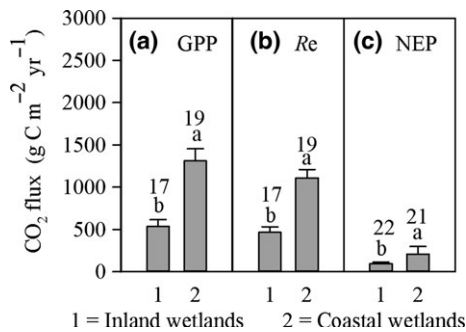 (a) GPP (b) Re (c) NEP
CO₂ flux (g C m⁻² yr⁻¹)
3000
2500
2000
1500
1000
500
0
17
b
19
a
17
b
19
a
22
b
21
a
1 2 1 2 1 2
1 = Inland wetlands 2 = Coastal wetlands